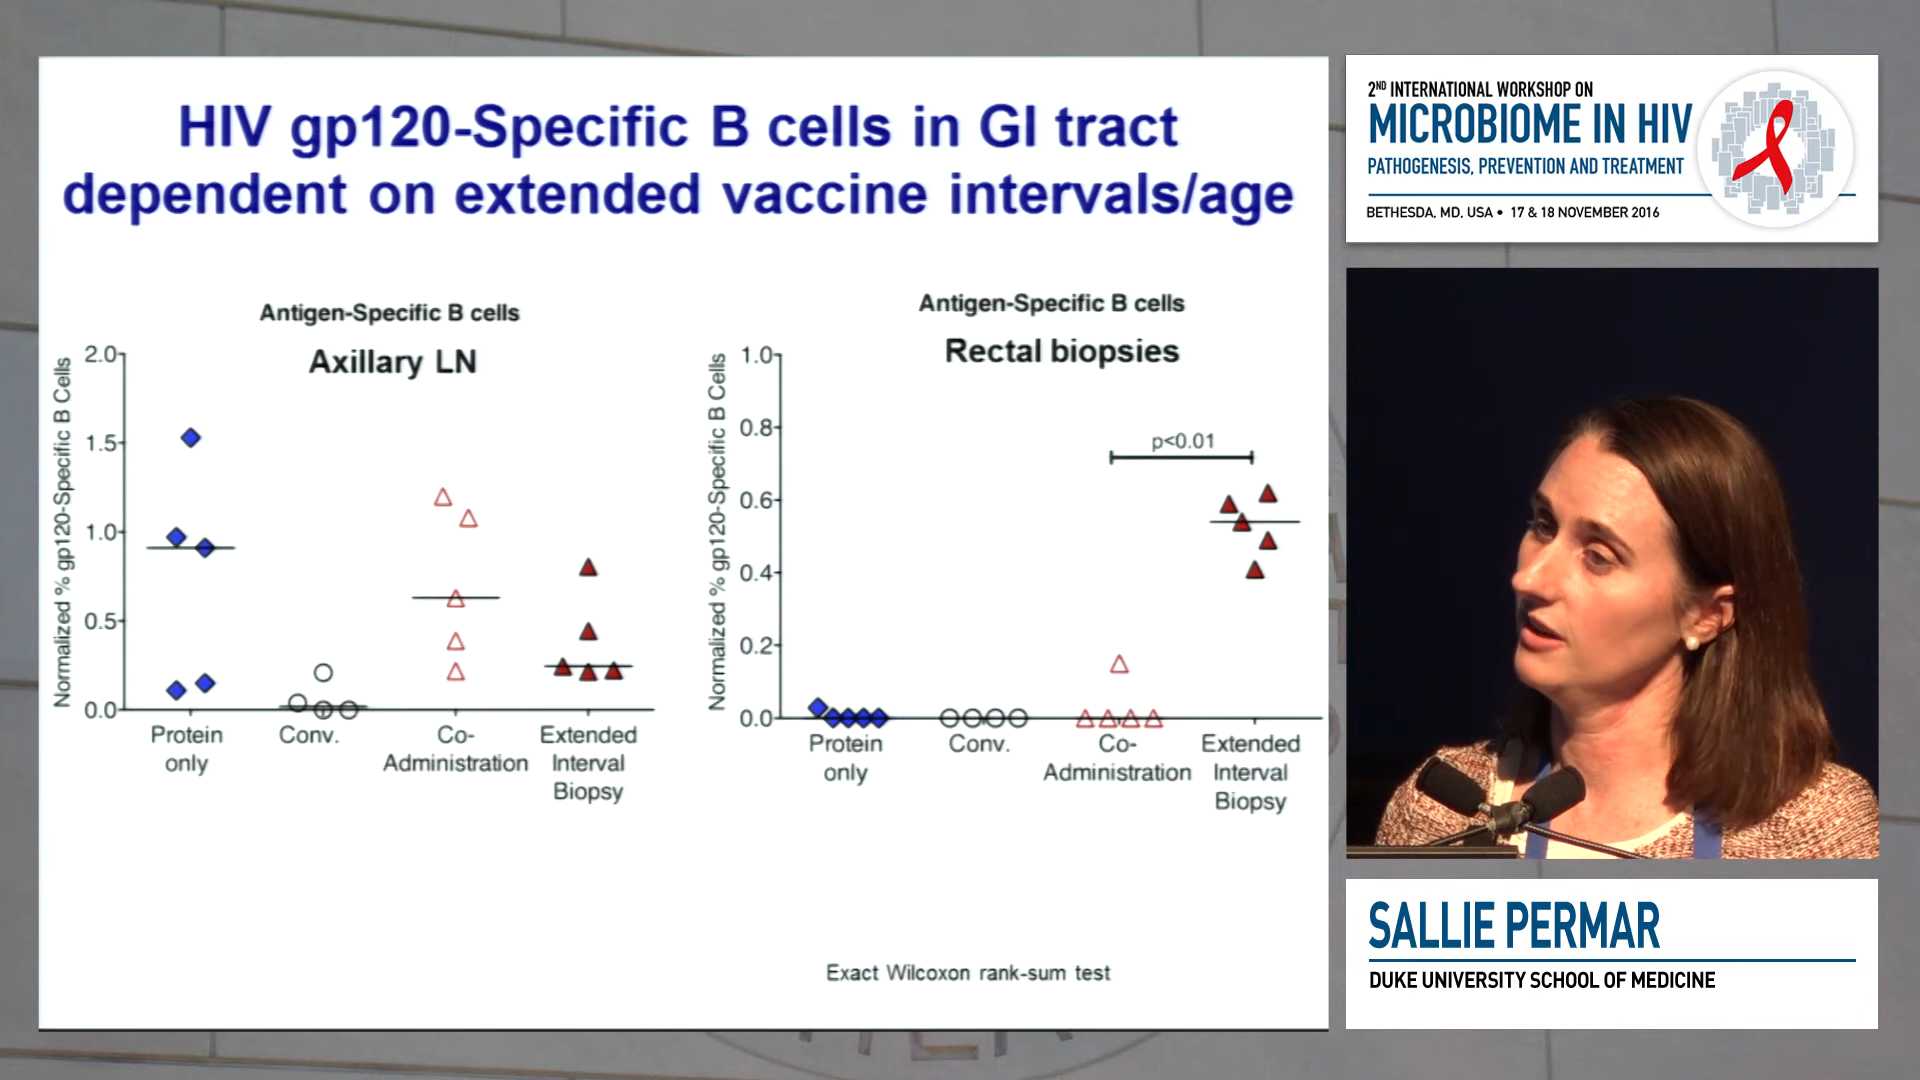 HIV gp120-Specific B cells in GI tract
dependent on extended vaccine intervals/age
Antigen-Specific B cells
Axillary LN
Normalized % gp120-Specific B Cells
2.0
1.5
1.0
0.5
0.0
Protein
only
Conv.
Co-
Administration
Extended
Interval
Biopsy
Antigen-Specific B cells
Rectal biopsies
Normalized % gp120-Specific B Cells
1.0
0.8
0.6
0.4
0.2
0.0
p<0.01
Protein
only
Conv.
Co-
Administration
Extended
Interval
Biopsy
Exact Wilcoxon rank-sum test
2ND INTERNATIONAL WORKSHOP ON
MICROBIOME IN HIV
PATHOGENESIS, PREVENTION AND TREATMENT
BETHESDA, MD, USA • 17 & 18 NOVEMBER 2016
SALLIE PERMAR
DUKE UNIVERSITY SCHOOL OF MEDICINE